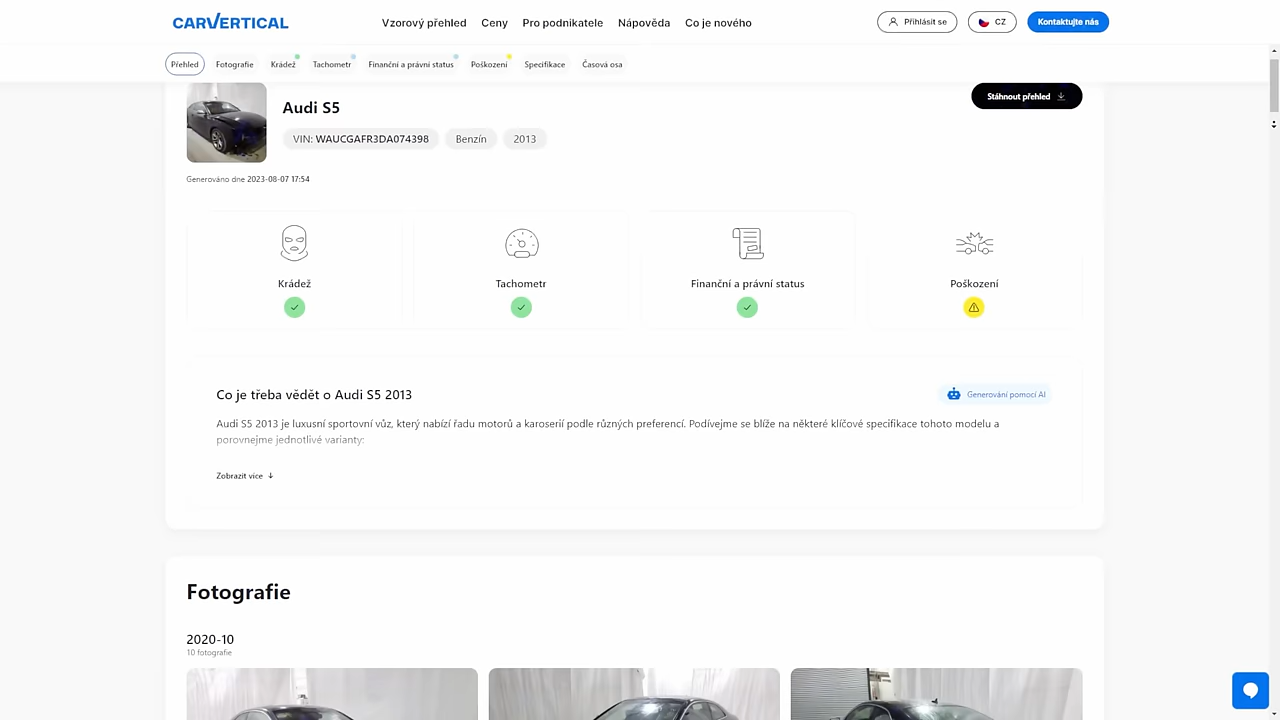 CARVERTICAL
Vzorový přehled Ceny Pro podnikatele Nápověda Co je nového
Přihlásit se
CZ
Kontaktujte nás
Přehled Fotografie Krádež Tachometr Finanční a právní status Poškození Specifikace Časová osa
Audi S5
Stáhnout přehled
VIN: WAUCGAFR3DA074398 Benzín 2013
Generováno dne 2023-08-07 17:54
Krádež Tachometr Finanční a právní status Poškození
Co je třeba vědět o Audi S5 2013
Generování pomocí AI
Audi S5 2013 je luxusní sportovní vůz, který nabízí řadu motorů a karoserií podle různých preferencí. Podívejme se blíže na některé klíčové specifikace tohoto modelu a
porovnejme jednotlivé varianty:
Zobrazit více
Fotografie
2020-10
10 fotografie